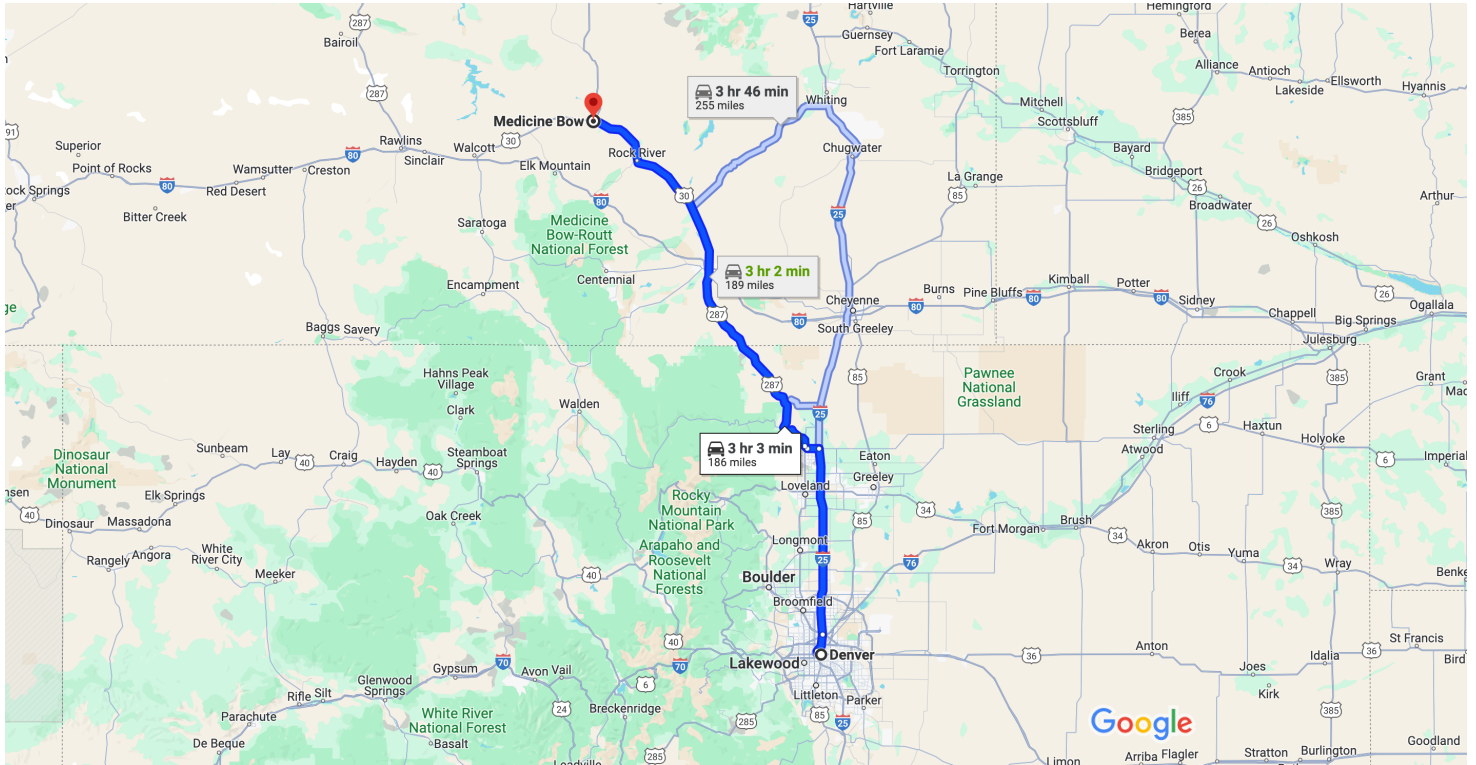 287
25
Hartville
Hemingford
Bairoil
Guernsey
Berea
Fort Laramie
Alliance
Antioch
Ellsworth
Torrington
Lakeside
Hyannis
287
3 hr 46 min
255 miles
Whiting
Mitchell
385
Medicine Bow
Scottsbluff
91
Superior
Rawlins
30
Walcott
Rock River
Chugwater
Bayard
80
Sinclair
Point of Rocks
Wamsutter
Creston
Elk Mountain
La Grange
Bridgeport
ock Springs
80
Red Desert
30
85
26
Arthur
er
80
Broadwater
Bitter Creek
25
Saratoga
Medicine
Bow-Routt
National Forest
26
Oshkosh
3 hr 2 min
189 miles
Centennial
Encampment
Burns
Pine Bluffs
Kimball
Potter
26
ge
Cheyenne
80
80
80
Sidney
Ogallala
287
80
Chappell
Baggs
Savery
South Greeley
Big Springs
Julesburg
Hahns Peak
Village
85
Pawnee
National
Grassland
Crook
385
Grant
287
Mac
Clark
Walden
Iliff
76
25
6
Sterling
Haxtun
Holyoke
3 hr 3 min
186 miles
Sunbeam
Lay
Craig
Steamboat
Springs
Eaton
Atwood
Dinosaur
National
Monument
40
Hayden
40
6
Imperial
Loveland
Greeley
nsen
Elk Springs
Rocky
Mountain
National Park
40
Massadona
Oak Creek
34
385
Dinosaur
85
Fort Morgan
Brush
Longmont
34
Rangely
Angora
White
River City
Arapaho and
Roosevelt
National
Forests
Akron
Otis
Yuma
25
76
Meeker
40
Boulder
34
Wray
Benke
Broomfield
40
St Francis
Denver
36
Anton
36
Lakewood
70
70
Idalia
Bird
Gypsum
Avon
Vail
Joes
Glenwood
Springs
6
Littleton
Kirk
Rifle
Silt
Parker
24
Breckenridge
85
385
Parachute
White River
National Forest
285
25
Google
De Beque
Basalt
Goodland
285
Leadville
Limon
Arriba
Flagler
Stratton
Burlington